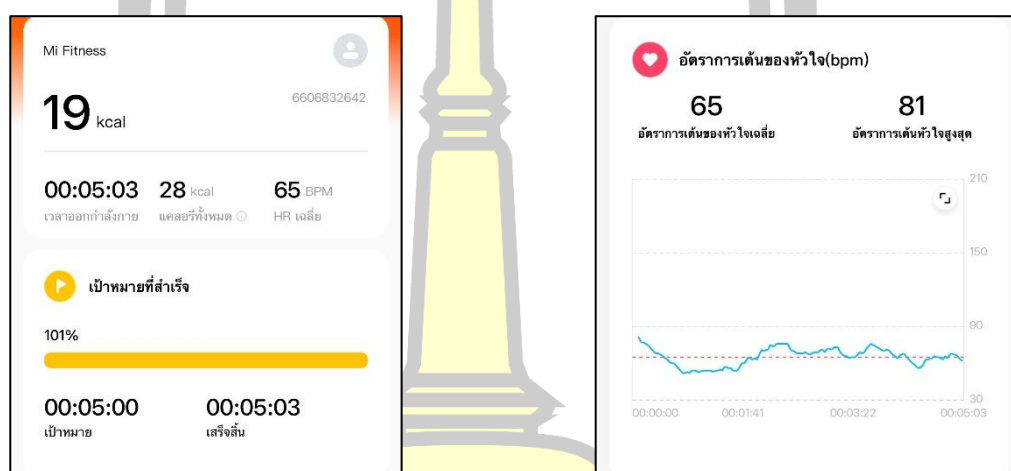 Mi Fitness
19 kcal
6606832642
00:05:03 28 kcal 65 BPM
เวลาออกกำลังกาย แคลอรีทั้งหมด HR เฉลี่ย
เป้าหมายที่สำเร็จ
101%
00:05:00 00:05:03
เป้าหมาย เสร็จสิ้น
อัตราการเต้นของหัวใจ(bpm)
65 81
อัตราการเต้นของหัวใจเฉลี่ย อัตราการเต้นหัวใจสูงสุด
210
150
90
30
00:00:00 00:01:41 00:03:22 00:05:03